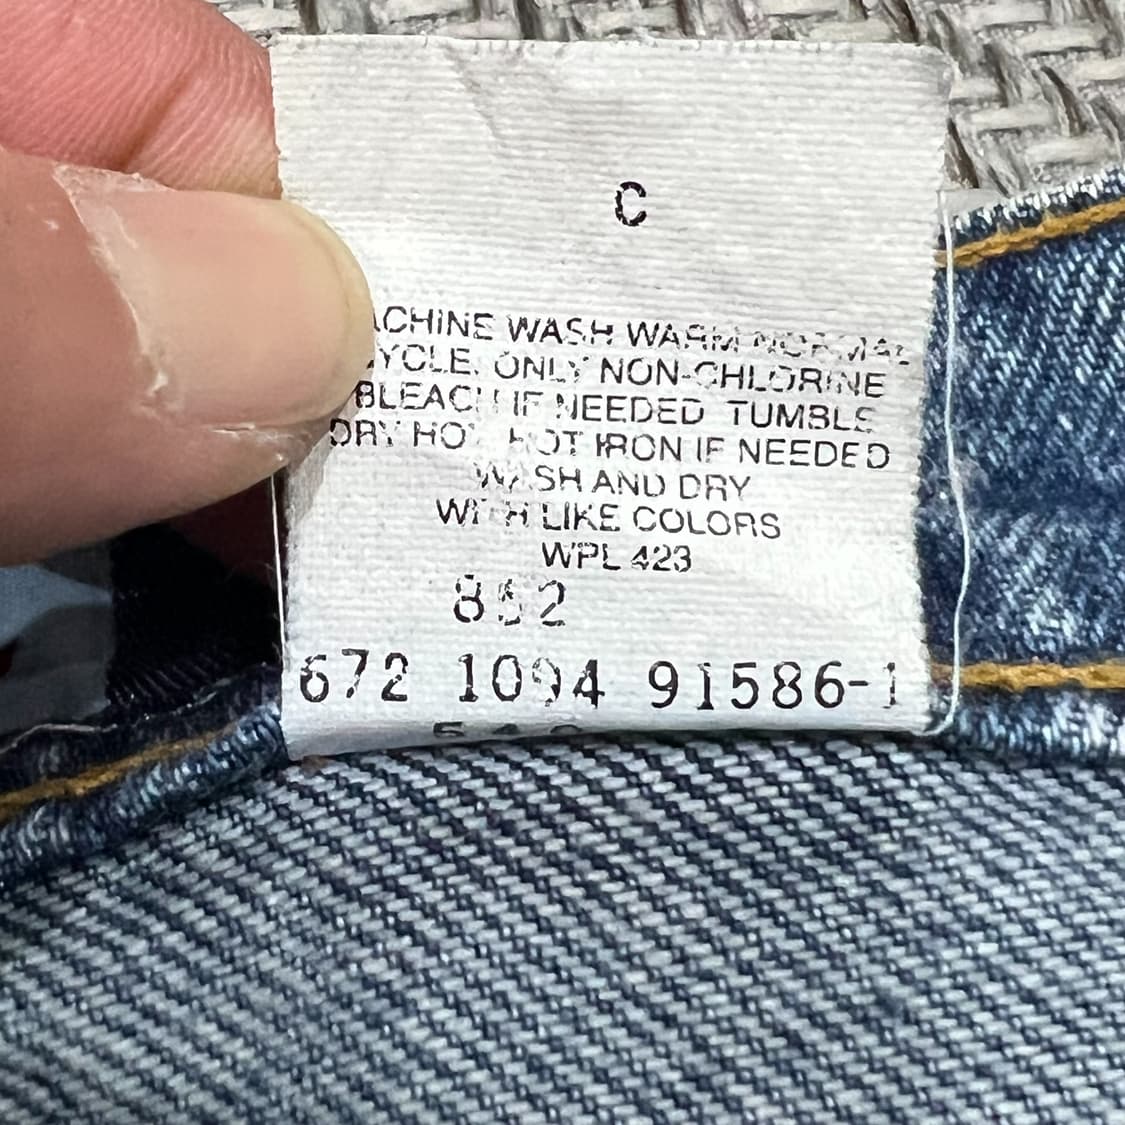 C
ACHINE WASH WARM NORMAL
YCLE. ONLY NON-CHLORINE
BLEACH IF NEEDED TUMBLE
DRY HOT HOT IRON IF NEEDED
WASH AND DRY
WITH LIKE COLORS
WPL 423
852
672 1094 91586-1